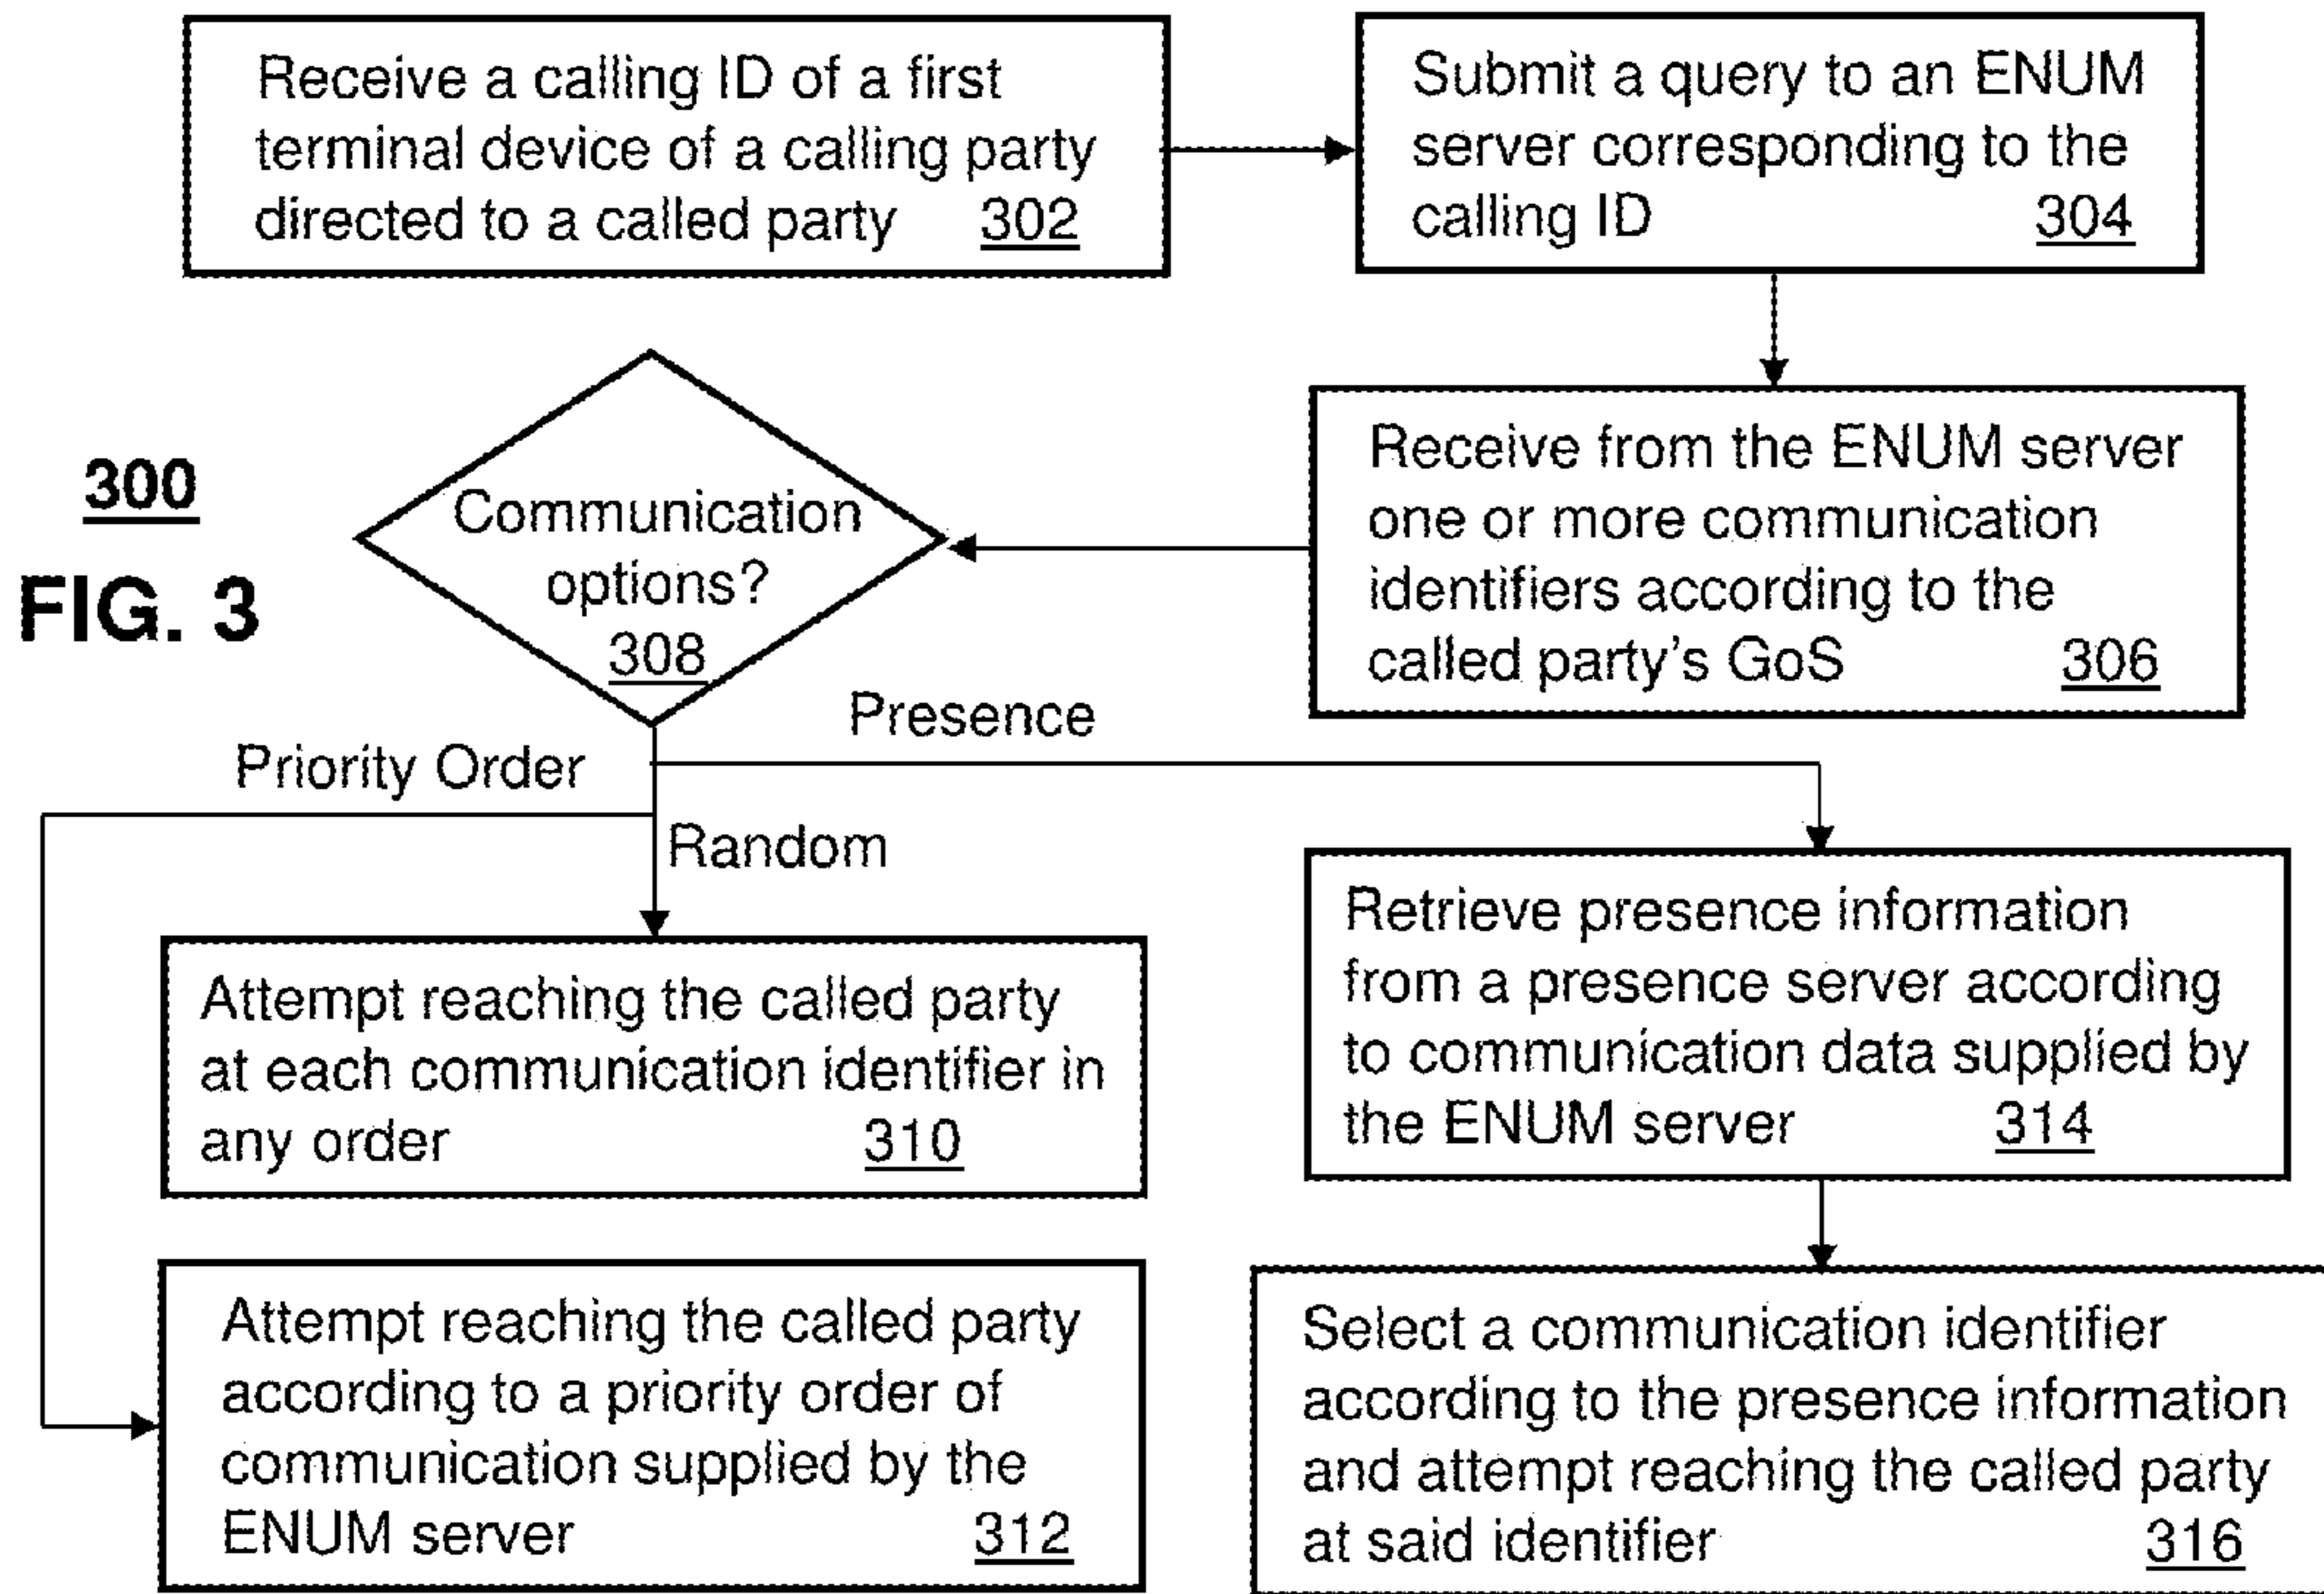 Receive a calling ID of a first
terminal device of a calling party
directed to a called party 302
Submit a query to an ENUM
server corresponding to the
calling ID 304
300
FIG. 3
Communication
options?
308
Receive from the ENUM server
one or more communication
identifiers according to the
called party's GoS 306
Presence
Priority Order
Random
Attempt reaching the called party
at each communication identifier in
any order 310
Retrieve presence information
from a presence server according
to communication data supplied by
the ENUM server 314
Attempt reaching the called party
according to a priority order of
communication supplied by the
ENUM server 312
Select a communication identifier
according to the presence information
and attempt reaching the called party
at said identifier 316